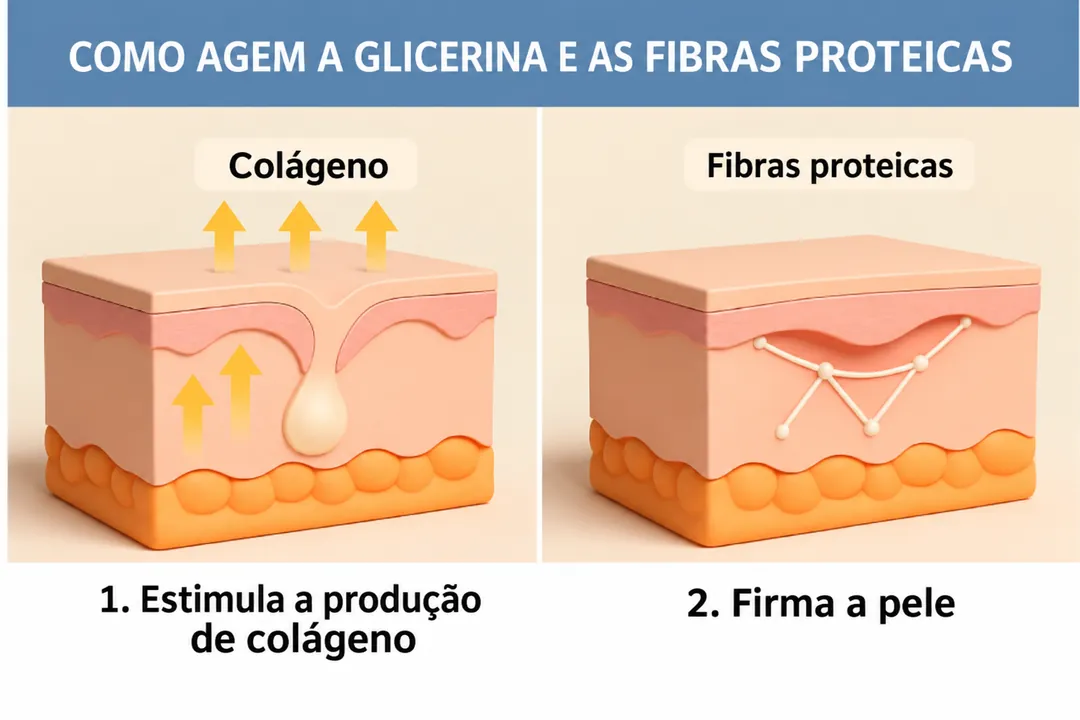 COMO AGEM A GLICERINA E AS FIBRAS PROTEICAS
Colágeno
Fibras proteicas
1. Estimula a produção
de colágeno
2. Firma a pele